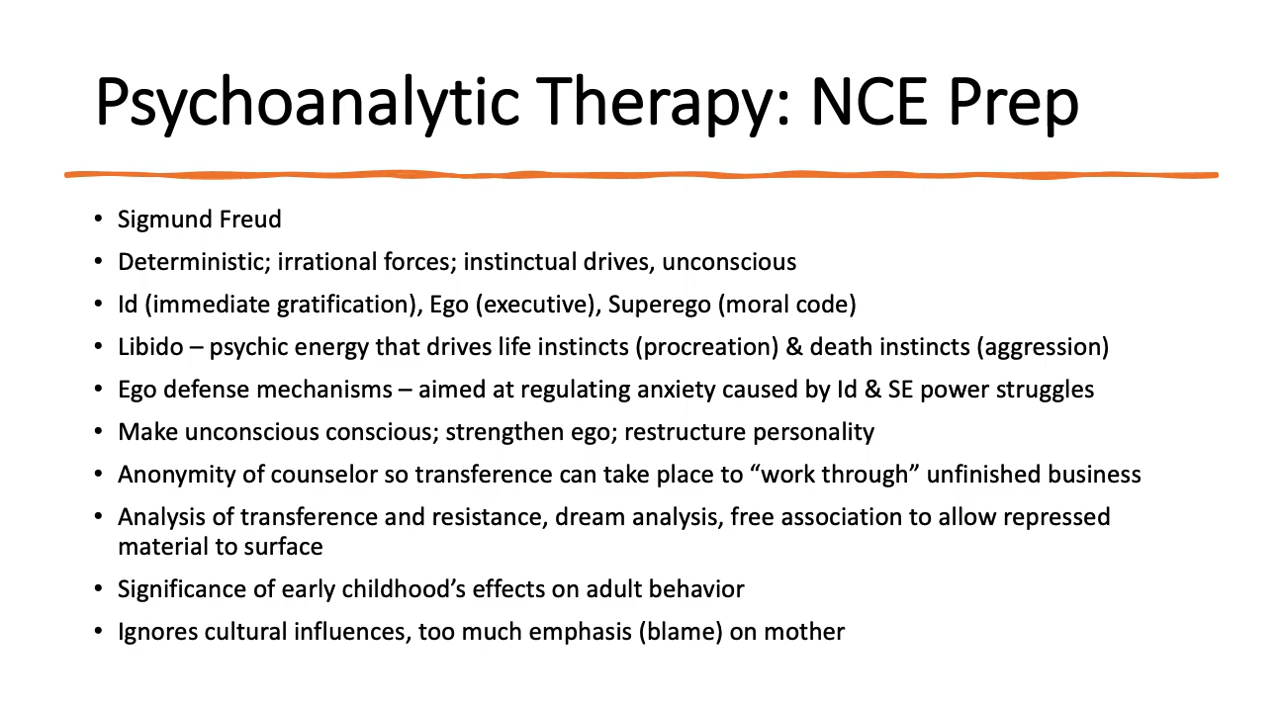 Psychoanalytic Therapy: NCE Prep
• Sigmund Freud
• Deterministic; irrational forces; instinctual drives, unconscious
• Id (immediate gratification), Ego (executive), Superego (moral code)
• Libido – psychic energy that drives life instincts (procreation) & death instincts (aggression)
• Ego defense mechanisms – aimed at regulating anxiety caused by Id & SE power struggles
• Make unconscious conscious; strengthen ego; restructure personality
• Anonymity of counselor so transference can take place to “work through” unfinished business
• Analysis of transference and resistance, dream analysis, free association to allow repressed
material to surface
• Significance of early childhood’s effects on adult behavior
• Ignores cultural influences, too much emphasis (blame) on mother